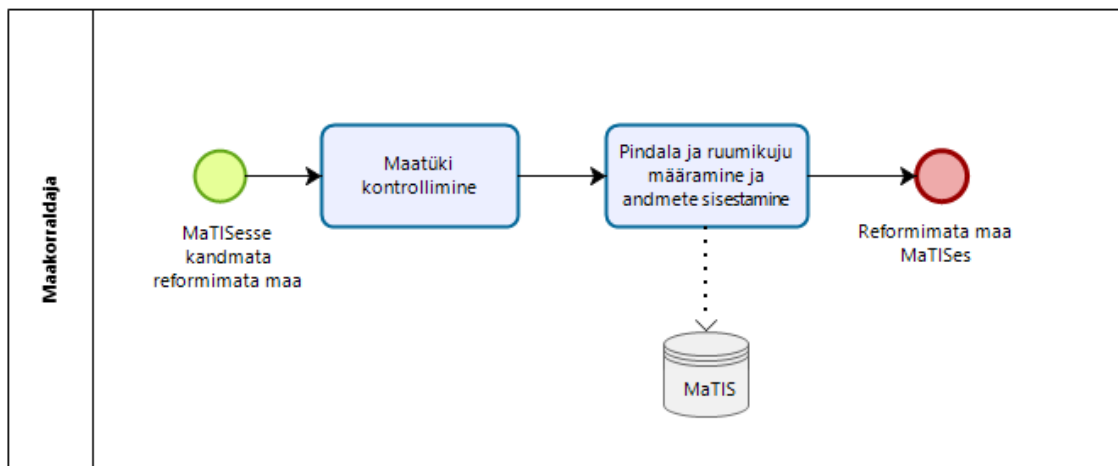 Maakorraldaja
MaTISesse
kandmata
reformimata maa
Maatüki
kontrollimine
Pindala ja ruumikuju
määramine ja
andmete sisestamine
Reformimata maa
MaTISes
MaTIS